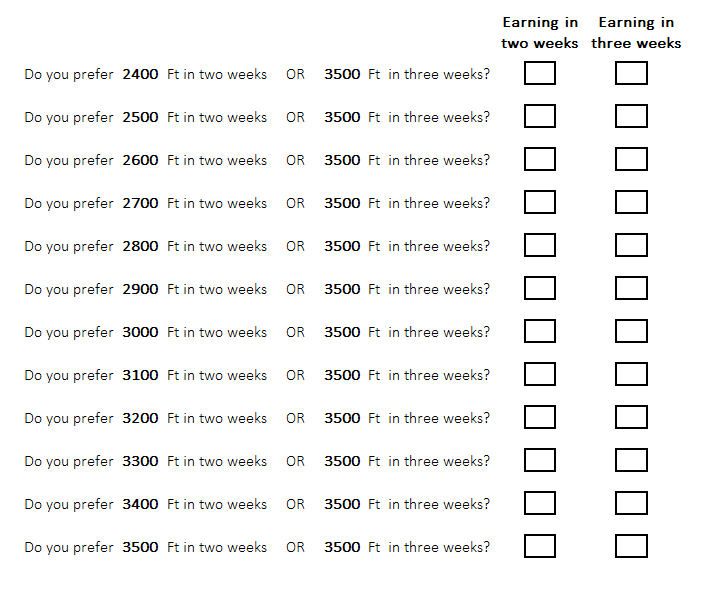 Earning in Earning in
two weeks three weeks
Do you prefer 2400 Ft in two weeks OR 3500 Ft in three weeks?
Do you prefer 2500 Ft in two weeks OR 3500 Ft in three weeks?
Do you prefer 2600 Ft in two weeks OR 3500 Ft in three weeks?
Do you prefer 2700 Ft in two weeks OR 3500 Ft in three weeks?
Do you prefer 2800 Ft in two weeks OR 3500 Ft in three weeks?
Do you prefer 2900 Ft in two weeks OR 3500 Ft in three weeks?
Do you prefer 3000 Ft in two weeks OR 3500 Ft in three weeks?
Do you prefer 3100 Ft in two weeks OR 3500 Ft in three weeks?
Do you prefer 3200 Ft in two weeks OR 3500 Ft in three weeks?
Do you prefer 3300 Ft in two weeks OR 3500 Ft in three weeks?
Do you prefer 3400 Ft in two weeks OR 3500 Ft in three weeks?
Do you prefer 3500 Ft in two weeks OR 3500 Ft in three weeks?